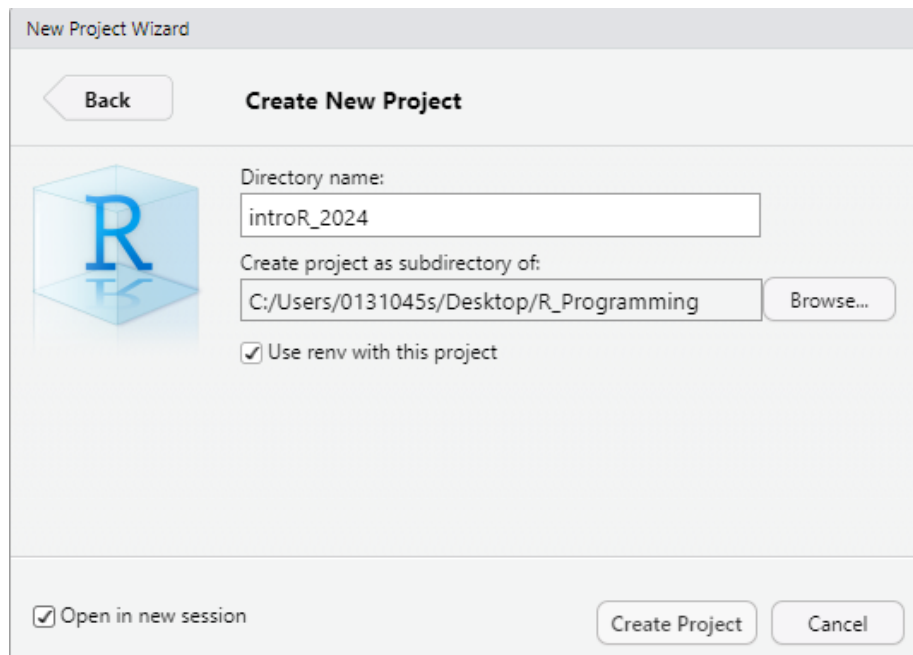 New Project Wizard
Back
Create New Project
R
Directory name:
introR_2024
Create project as subdirectory of:
C:/Users/0131045s/Desktop/R_Programming
Browse...
Use renv with this project
Open in new session
Create Project
Cancel